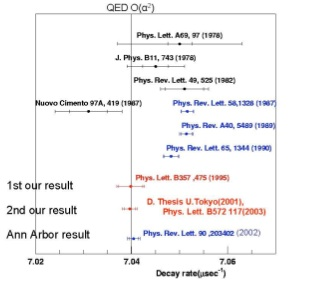 QED O(α²)
Phys. Lett. A69, 97 (1978)
J. Phys. B11, 743 (1978)
Phys. Rev. Lett. 49, 525 (1982)
Nuovo Cimento 97A, 419 (1987)
Phys. Rev. Lett. 58,1328 (1987)
Phys. Rev. A40, 5489 (1989)
Phys. Rev. Lett. 65, 1344 (1990)
1st our result
Phys. Lett. B357 ,475 (1995)
2nd our result
D. Thesis U.Tokyo(2001),
Phys. Lett. B572 117(2003)
Ann Arbor result
Phys. Rev. Lett. 90 ,203402 (2002)
7.02
7.04
7.06
Decay rate(μsec⁻¹)